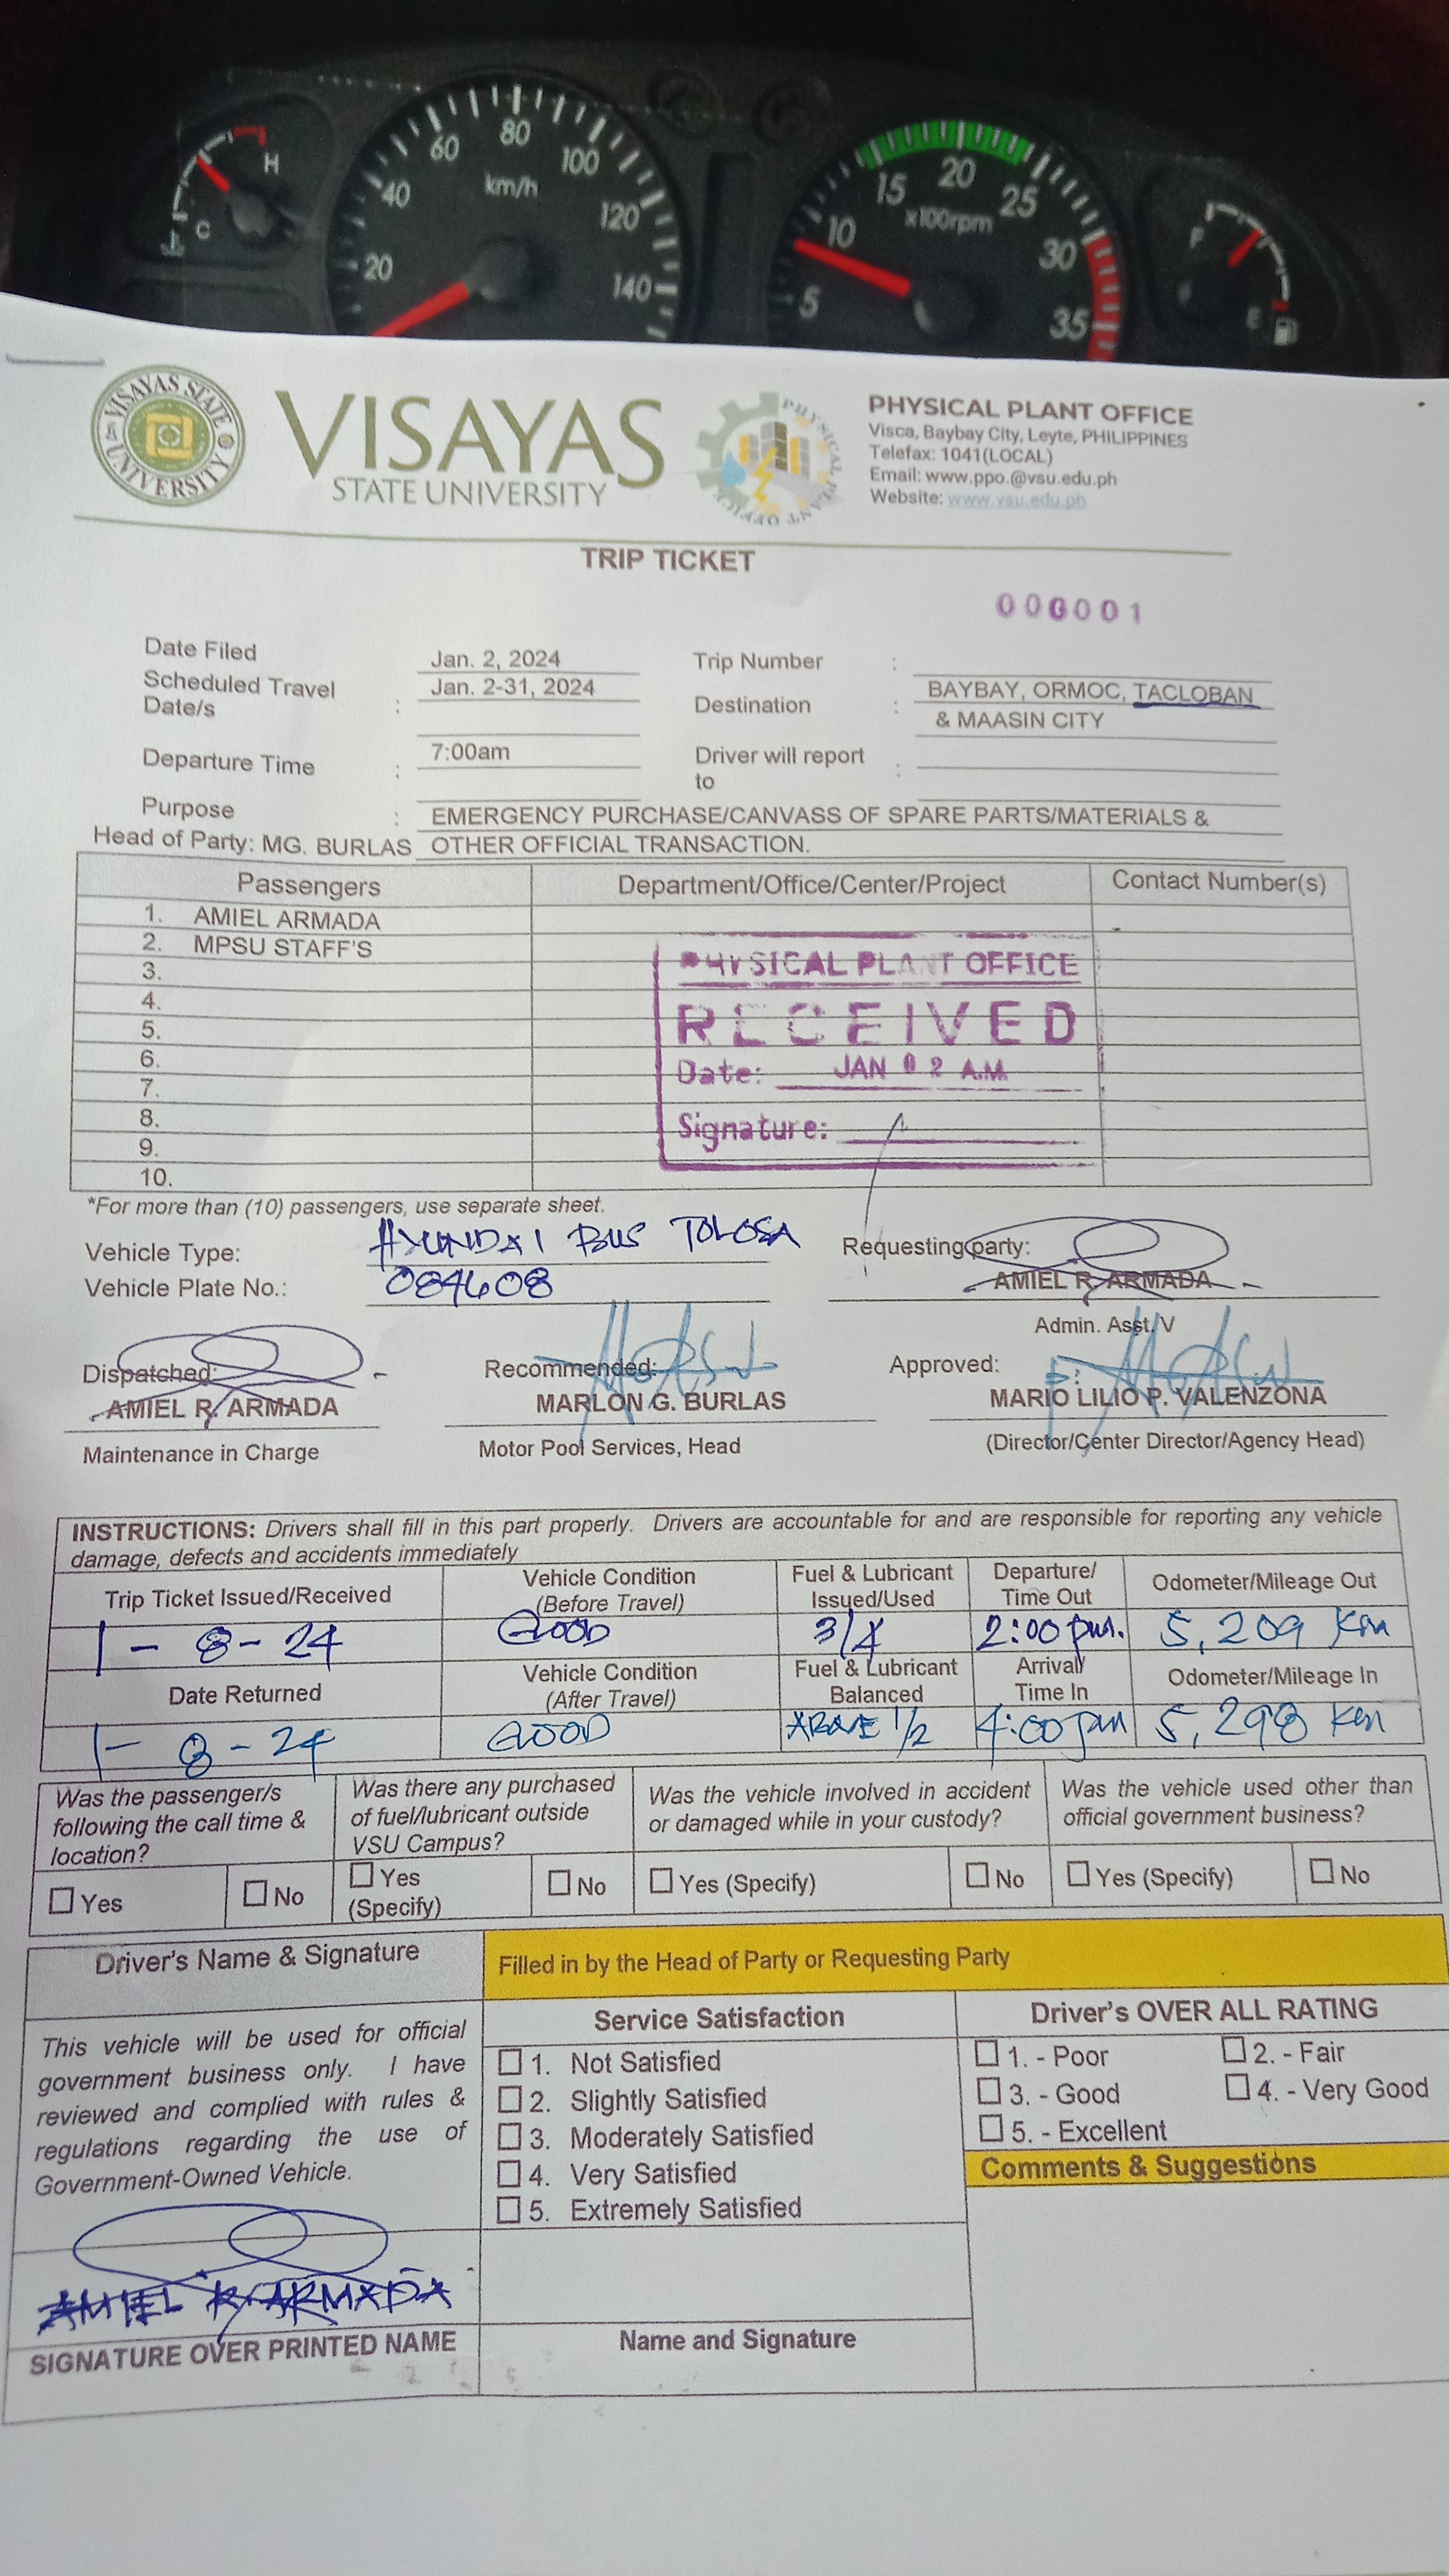 H
C
20
40
60
80
100
120
140
km/h
5
10
15
20
25
30
35
x100rpm
F
E
VISAYAS STATE UNIVERSITY
VISAYAS
STATE UNIVERSITY
PHYSICAL PLANT OFFICE
PHYSICAL PLANT OFFICE
Visca, Baybay City, Leyte, PHILIPPINES
Telefax: 1041(LOCAL)
Email: www.ppo.@vsu.edu.ph
Website: www.vsu.edu.ph
TRIP TICKET
000001
Date Filed Jan. 2, 2024 Trip Number :
Scheduled Travel Date/s : Jan. 2-31, 2024 Destination : BAYBAY, ORMOC, TACLOBAN & MAASIN CITY
Departure Time : 7:00am Driver will report to :
Purpose : EMERGENCY PURCHASE/CANVASS OF SPARE PARTS/MATERIALS &
Head of Party: MG. BURLAS OTHER OFFICIAL TRANSACTION.
Passengers Department/Office/Center/Project Contact Number(s)
1. AMIEL ARMADA
2. MPSU STAFF'S
3.
4.
5.
6.
7.
8.
9.
10.
PHYSICAL PLANT OFFICE
RECEIVED
Date: JAN 02 A.M.
Signature:
*For more than (10) passengers, use separate sheet.
Vehicle Type: HYUNDAI BUS TOLOSA
Vehicle Plate No.: 084608
Requesting party:
AMIEL R. ARMADA
Admin. Asst. V
Dispatched: Recommended: Approved:
AMIEL R. ARMADA MARLON G. BURLAS MARIO LILIO P. VALENZONA
Maintenance in Charge Motor Pool Services, Head (Director/Center Director/Agency Head)
INSTRUCTIONS: Drivers shall fill in this part properly. Drivers are accountable for and are responsible for reporting any vehicle
damage, defects and accidents immediately
Trip Ticket Issued/Received Vehicle Condition (Before Travel) Fuel & Lubricant Issued/Used Departure/ Time Out Odometer/Mileage Out
1-8-24 GOOD 3/4 2:00 pm. 5,209 Km
Date Returned Vehicle Condition (After Travel) Fuel & Lubricant Balanced Arrival/ Time In Odometer/Mileage In
1-8-24 GOOD ABOVE 1/2 4:00 pm 5,298 Km
Was the passenger/s following the call time & location?
Yes No
Was there any purchased of fuel/lubricant outside VSU Campus?
Yes (Specify) No
Was the vehicle involved in accident or damaged while in your custody?
Yes (Specify) No
Was the vehicle used other than official government business?
Yes (Specify) No
Driver's Name & Signature
Filled in by the Head of Party or Requesting Party
This vehicle will be used for official
government business only. I have
reviewed and complied with rules &
regulations regarding the use of
Government-Owned Vehicle.
AMIEL R. ARMADA
SIGNATURE OVER PRINTED NAME
Service Satisfaction
1. Not Satisfied
2. Slightly Satisfied
3. Moderately Satisfied
4. Very Satisfied
5. Extremely Satisfied
Name and Signature
Driver's OVER ALL RATING
1. - Poor 2. - Fair
3. - Good 4. - Very Good
5. - Excellent
Comments & Suggestions